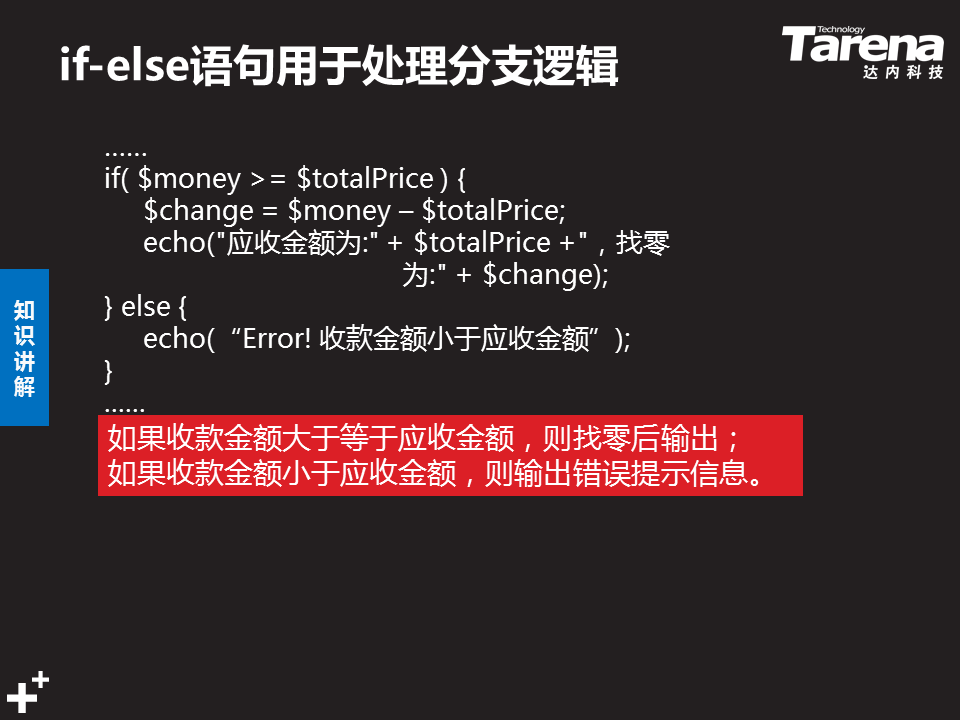 if-else语句用于处理分支逻辑
Technology
Tarena
达内科技
……
if( $money >= $totalPrice ) {
$change = $money – $totalPrice;
echo("应收金额为:" + $totalPrice +"，找零
为:" + $change);
} else {
echo(“Error! 收款金额小于应收金额”);
}
……
知识讲解
如果收款金额大于等于应收金额，则找零后输出；
如果收款金额小于应收金额，则输出错误提示信息。